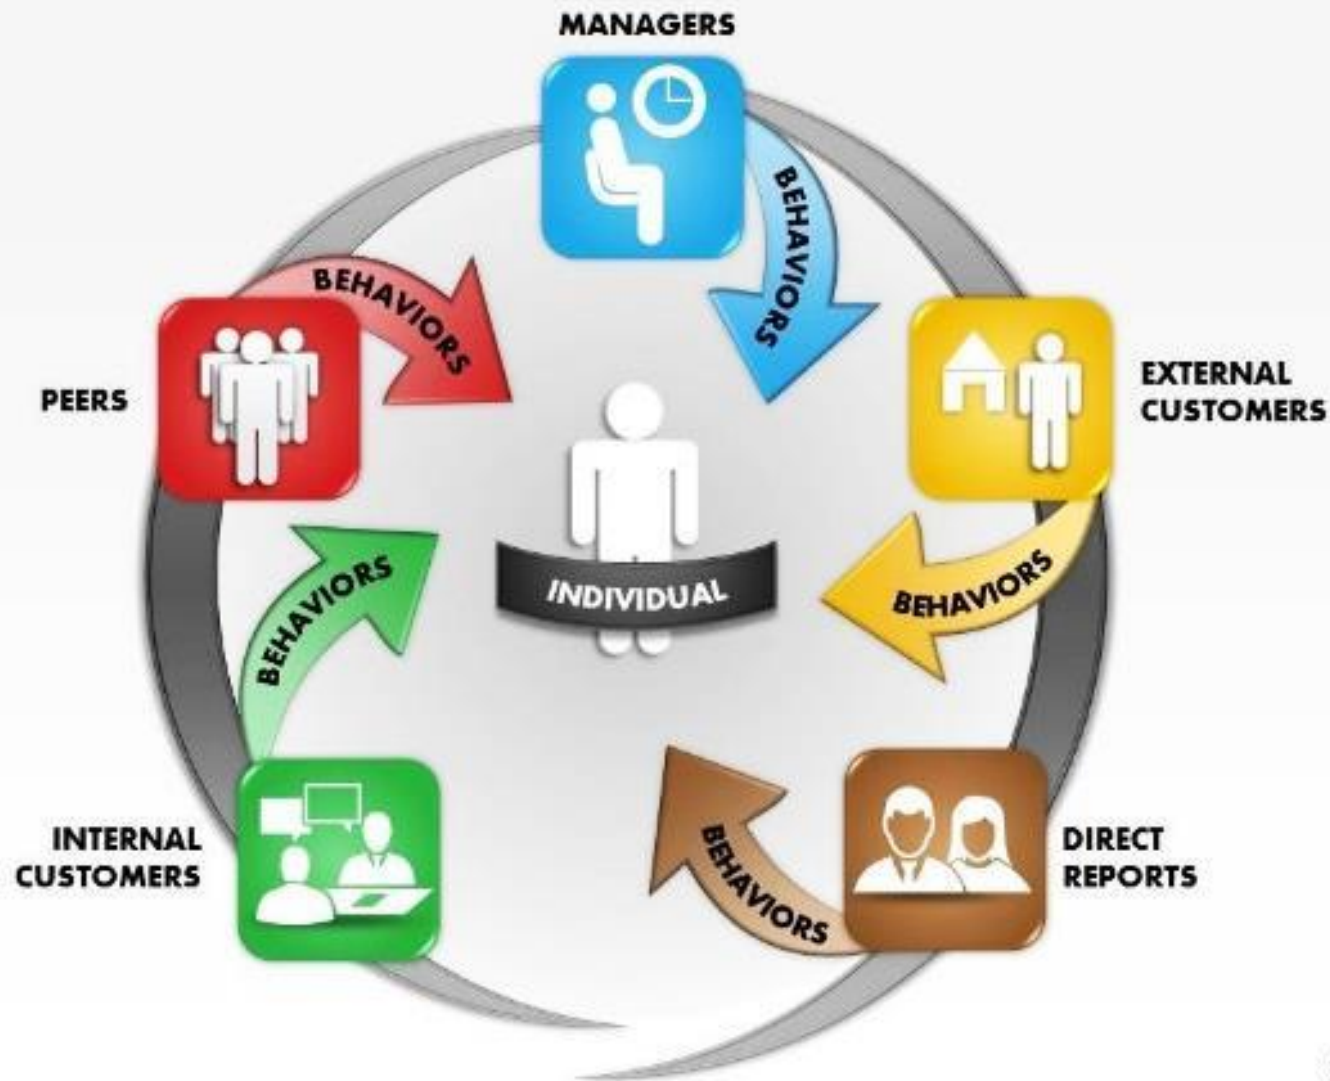 MANAGERS
BEHAVIORS
BEHAVIORS
PEERS
EXTERNAL
CUSTOMERS
BEHAVIORS
BEHAVIORS
INDIVIDUAL
INTERNAL
CUSTOMERS
BEHAVIORS
DIRECT
REPORTS